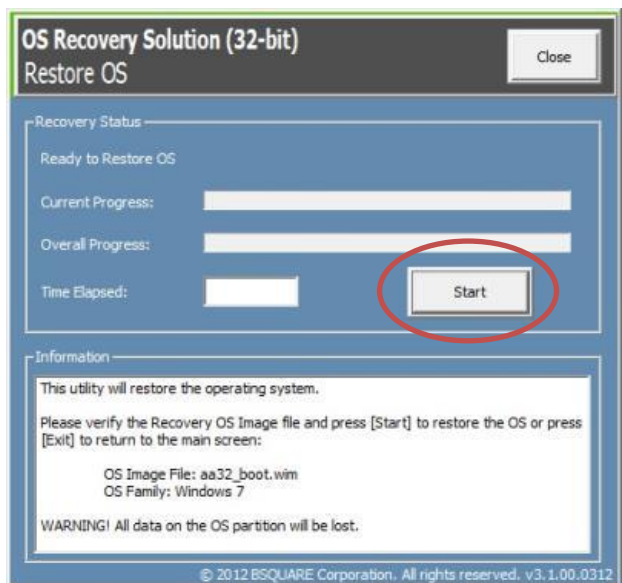 OS Recovery Solution (32-bit)
Restore OS
Close
Recovery Status
Ready to Restore OS
Current Progress:
Overall Progress:
Time Elapsed:
Start
Information
This utility will restore the operating system.
Please verify the Recovery OS Image file and press [Start] to restore the OS or press
[Exit] to return to the main screen:
OS Image File: aa32_boot.wim
OS Family: Windows 7
WARNING! All data on the OS partition will be lost.
© 2012 BSQUARE Corporation. All rights reserved. v3.1.00.0312